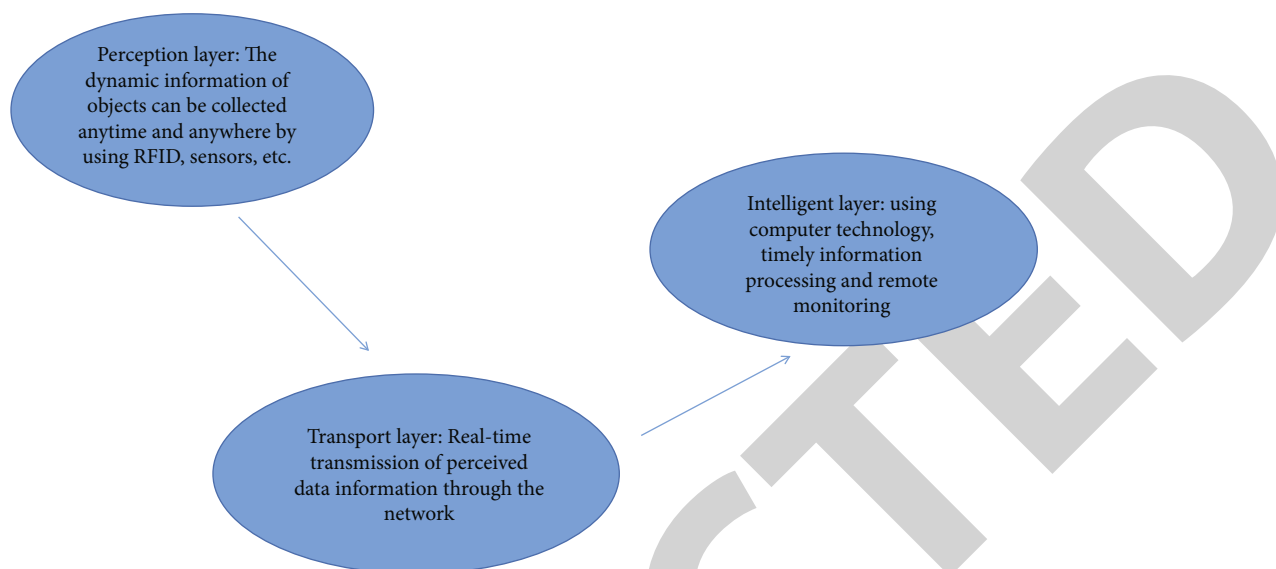 Perception layer: The
dynamic information of
objects can be collected
anytime and anywhere by
using RFID, sensors, etc.
Intelligent layer: using
computer technology,
timely information
processing and remote
monitoring
Transport layer: Real-time
transmission of perceived
data information through the
network
CTED